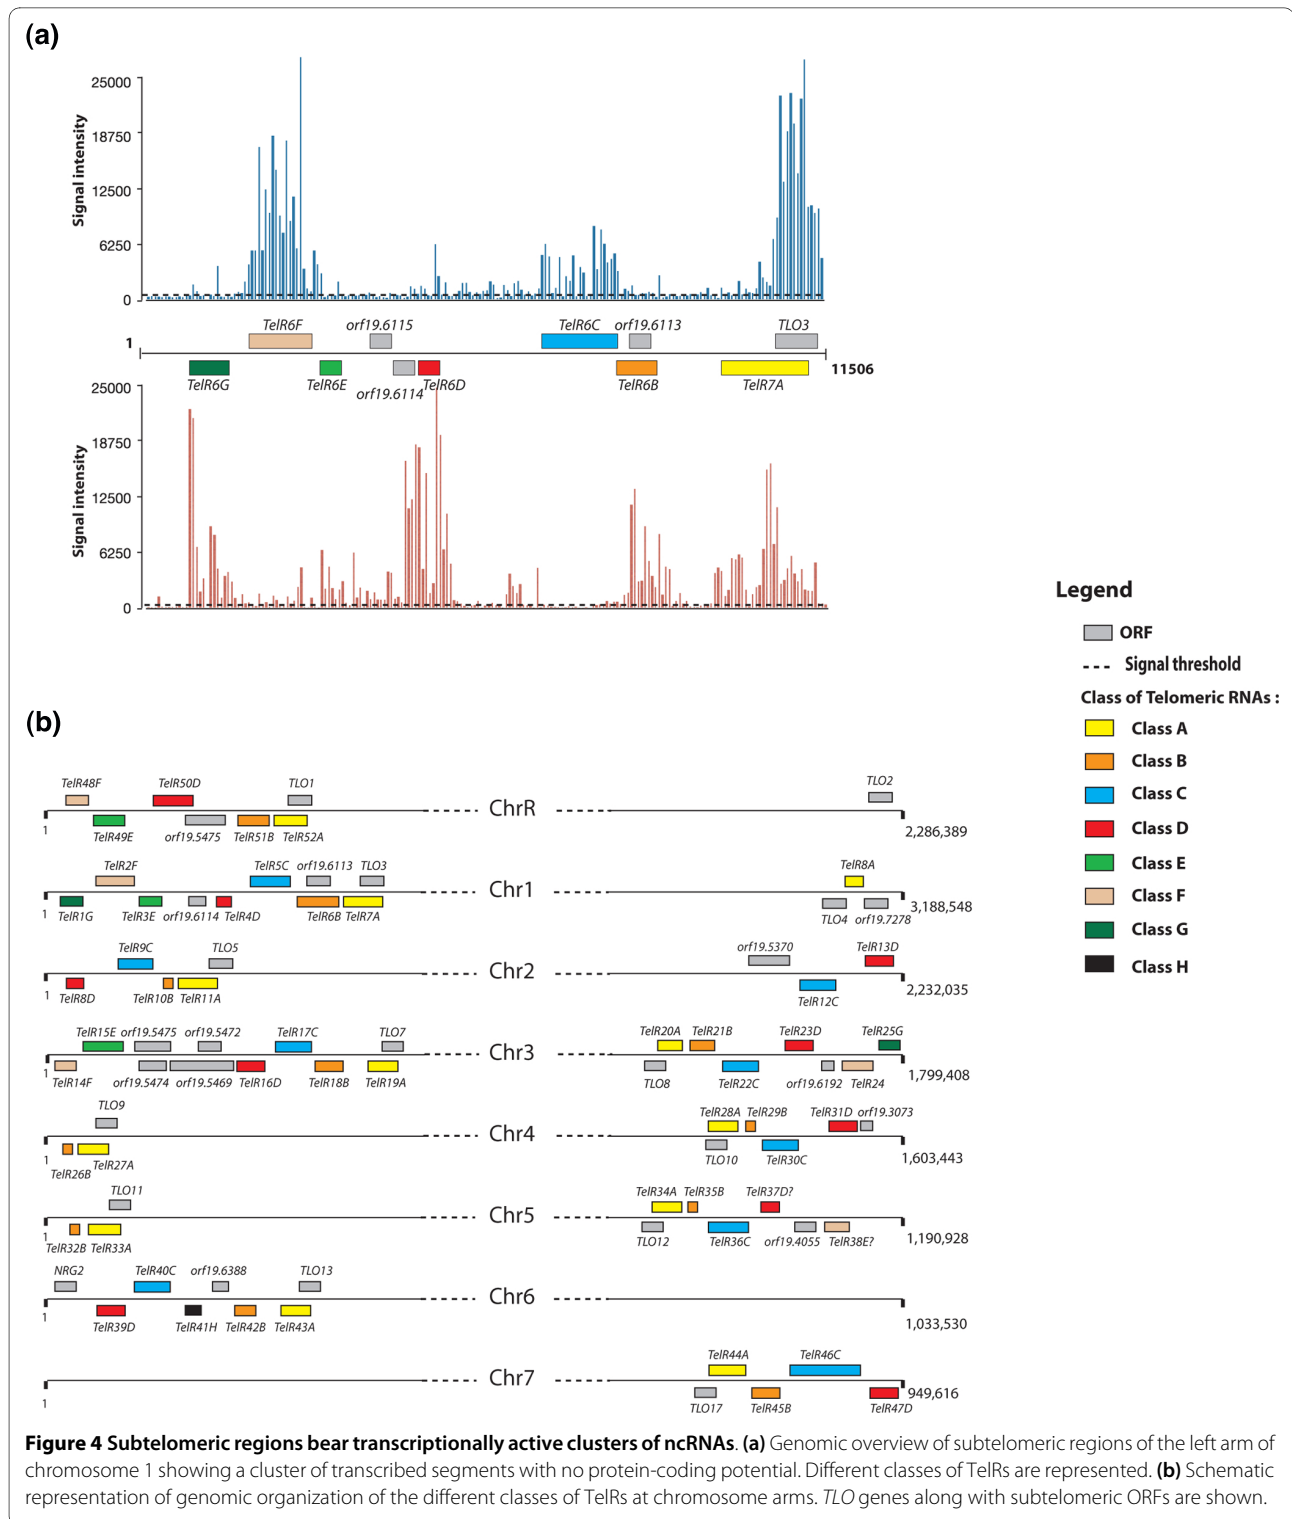 (a)
25000
18750
12500
6250
0
Signal intensity
TelR6F
orf19.6115
TelR6C
orf19.6113
TLO3
1
11506
TelR6G
TelR6E
orf19.6114
TelR6D
TelR6B
TelR7A
25000
18750
12500
6250
0
Signal intensity
Legend
ORF
Signal threshold
Class of Telomeric RNAs :
Class A
Class B
Class C
Class D
Class E
Class F
Class G
Class H
(b)
TelR48F TelR50D TLO1 TLO2
ChrR
1 2,286,389
TelR49E orf19.5475 TelR51B TelR52A
TelR2F TelR5C orf19.6113 TLO3 TelR8A
Chr1
1 3,188,548
TelR1G TelR3E orf19.6114 TelR4D TelR6B TelR7A TLO4 orf19.7278
TelR9C TLO5 orf19.5370 TelR13D
Chr2
1 2,232,035
TelR8D TelR10B TelR11A TelR12C
TelR15E orf19.5475 orf19.5472 TelR17C TLO7 TelR20A TelR21B TelR23D TelR25G
Chr3
1 1,799,408
TelR14F orf19.5474 orf19.5469 TelR16D TelR18B TelR19A TLO8 TelR22C orf19.6192 TelR24
TLO9 TelR28A TelR29B TelR31D orf19.3073
Chr4
1 1,603,443
TelR26B TelR27A TLO10 TelR30C
TLO11 TelR34A TelR35B TelR37D?
Chr5
1 1,190,928
TelR32B TelR33A TLO12 TelR36C orf19.4055 TelR38E?
NRG2 TelR40C orf19.6388 TLO13
Chr6
1 1,033,530
TelR39D TelR41H TelR42B TelR43A
TelR44A TelR46C
Chr7
1 949,616
TLO17 TelR45B TelR47D
Figure 4 Subtelomeric regions bear transcriptionally active clusters of ncRNAs. (a) Genomic overview of subtelomeric regions of the left arm of
chromosome 1 showing a cluster of transcribed segments with no protein-coding potential. Different classes of TelRs are represented. (b) Schematic
representation of genomic organization of the different classes of TelRs at chromosome arms. TLO genes along with subtelomeric ORFs are shown.